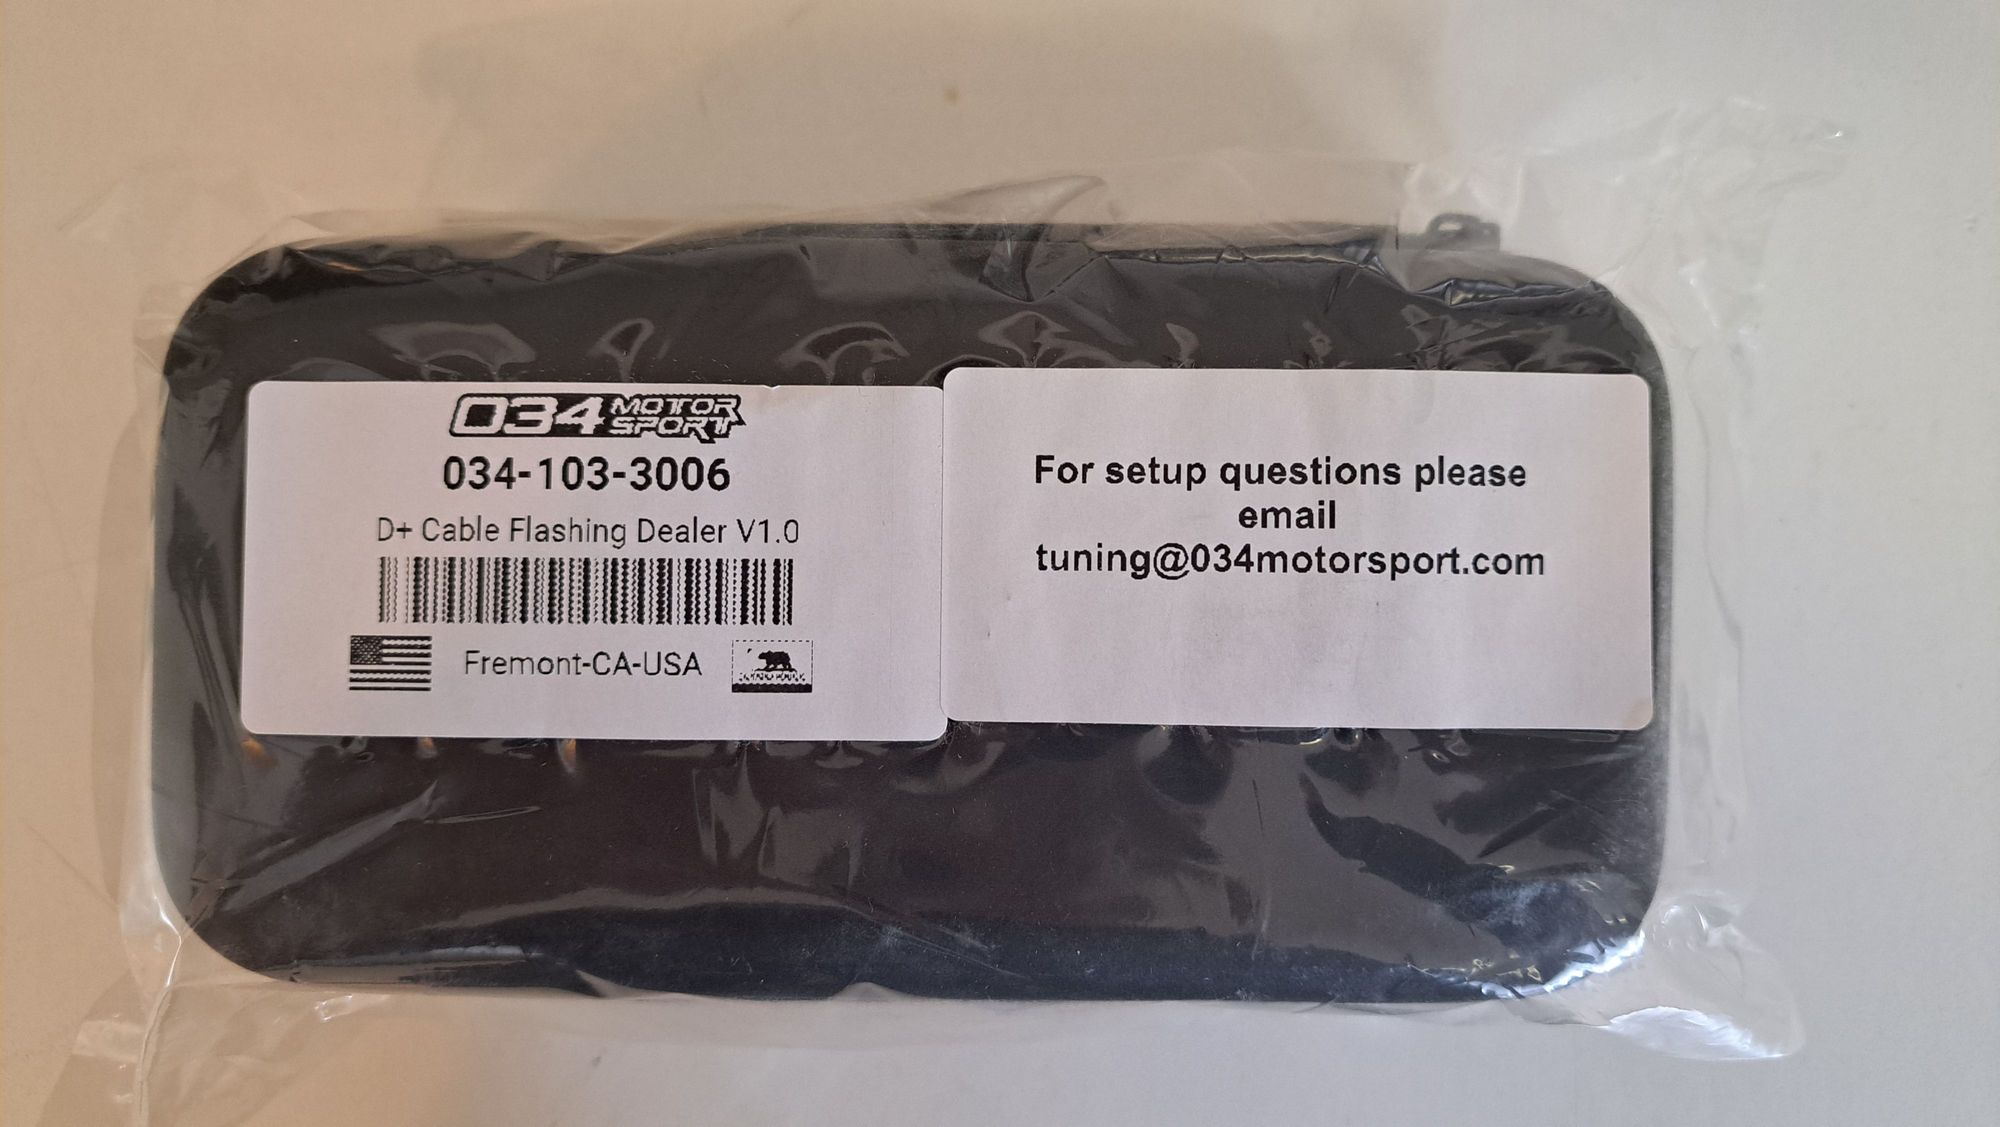 034 MOTOR
SPORT
034-103-3006
D+ Cable Flashing Dealer V1.0
Fremont-CA-USA
For setup questions please
email
tuning@034motorsport.com